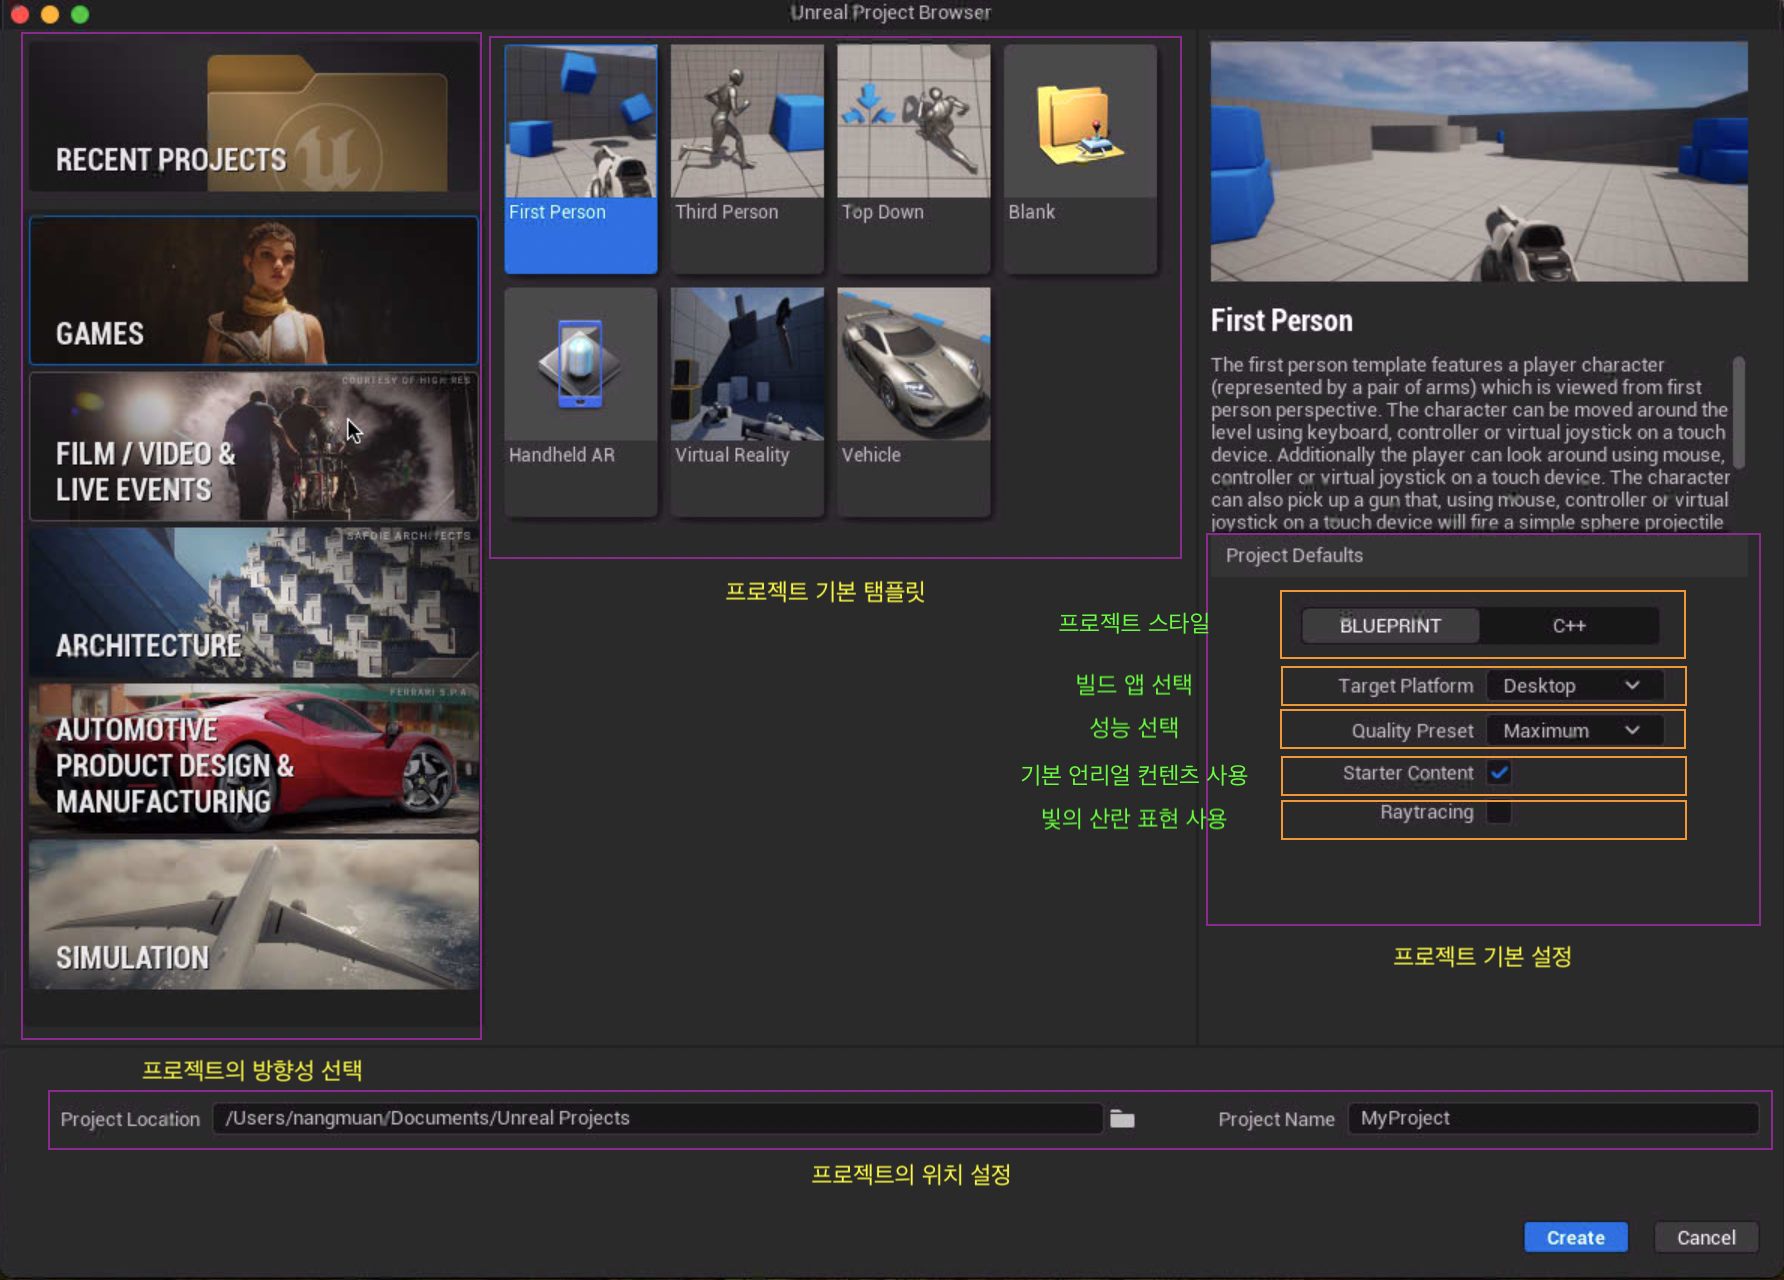 Unreal Project Browser
RECENT PROJECTS
GAMES
COURTESY OF HIGH RES
FILM / VIDEO &
LIVE EVENTS
SAFDIE ARCHITECTS
ARCHITECTURE
FERRARI S.P.A.
AUTOMOTIVE
PRODUCT DESIGN &
MANUFACTURING
SIMULATION
프로젝트의 방향성 선택
First Person
Third Person
Top Down
Blank
Handheld AR
Virtual Reality
Vehicle
프로젝트 기본 탬플릿
First Person
The first person template features a player character
(represented by a pair of arms) which is viewed from first
person perspective. The character can be moved around the
level using keyboard, controller or virtual joystick on a touch
device. Additionally the player can look around using mouse,
controller or virtual joystick on a touch device. The character
can also pick up a gun that, using mouse, controller or virtual
joystick on a touch device will fire a simple sphere projectile
Project Defaults
프로젝트 스타일
BLUEPRINT C++
빌드 앱 선택
Target Platform Desktop
성능 선택
Quality Preset Maximum
기본 언리얼 컨텐츠 사용
Starter Content
빛의 산란 표현 사용
Raytracing
프로젝트 기본 설정
Project Location /Users/nangmuan/Documents/Unreal Projects
Project Name MyProject
프로젝트의 위치 설정
Create
Cancel